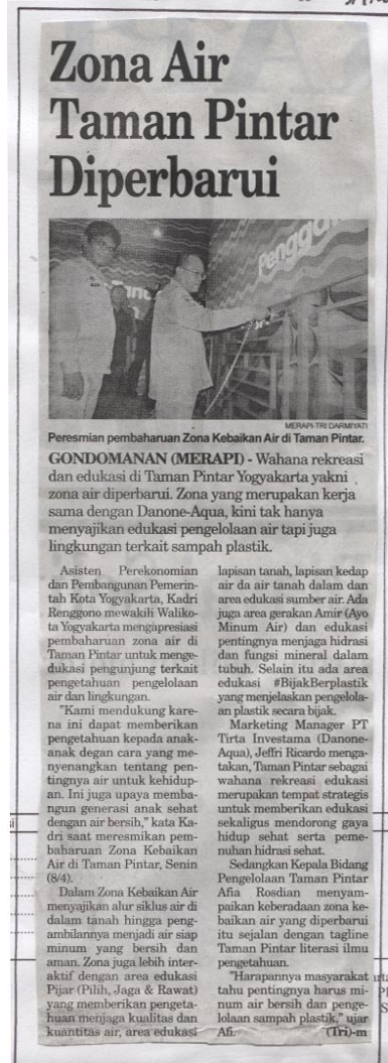 Zona Air
Taman Pintar
Diperbarui
Penggan
MERAPI-TRI DARMIYATI
Peresmian pembaharuan Zona Kebaikan Air di Taman Pintar.
GONDOMANAN (MERAPI) - Wahana rekreasi
dan edukasi di Taman Pintar Yogyakarta yakni
zona air diperbarui. Zona yang merupakan kerja
sama dengan Danone-Aqua, kini tak hanya
menyajikan edukasi pengelolaan air tapi juga
lingkungan terkait sampah plastik.
Asisten Perekonomian
dan Pembangunan Pemerin-
tah Kota Yogyakarta, Kadri
Renggono mewakili Waliko-
ta Yogyakarta mengapresiasi
pembaharuan zona air di
Taman Pintar untuk menge-
dukasi pengunjung terkait
pengetahuan pengelolaan
air dan lingkungan.
"Kami mendukung kare-
na ini dapat memberikan
pengetahuan kepada anak-
anak degan cara yang me-
nyenangkan tentang pen-
tingnya air untuk kehidup-
an. Ini juga upaya memba-
ngun generasi anak sehat
dengan air bersih," kata Ka-
dri saat meresmikan pem-
baharuan Zona Kebaikan
Air di Taman Pintar, Senin
(8/4).
Dalam Zona Kebaikan Air
menyajikan alur siklus air di
dalam tanah hingga peng-
ambilannya menjadi air siap
minum yang bersih dan
aman. Zona juga lebih inter-
aktif dengan area edukasi
Pijar (Pilih, Jaga & Rawat)
yang memberikan pengeta-
huan menjaga kualitas dan
kuantitas air, area edukasi
lapisan tanah, lapisan kedap
air da air tanah dalam dan
area edukasi sumber air. Ada
juga area gerakan Amir (Ayo
Minum Air) dan edukasi
pentingnya menjaga hidrasi
dan fungsi mineral dalam
tubuh. Selain itu ada area
edukasi #BijakBerplastik
yang menjelaskan pengelola-
an plastik secara bijak.
Marketing Manager PT
Tirta Investama (Danone-
Aqua), Jeffri Ricardo menga-
takan, Taman Pintar sebagai
wahana rekreasi edukasi
merupakan tempat strategis
untuk memberikan edukasi
sekaligus mendorong gaya
hidup sehat serta peme-
nuhan hidrasi sehat.
Sedangkan Kepala Bidang
Pengelolaan Taman Pintar
Afia Rosdian menyam-
paikan keberadaan zona ke-
baikan air yang diperbarui
itu sejalan dengan tagline
Taman Pintar literasi ilmu
pengetahuan.
"Harapannya masyarakat
tahu pentingnya harus mi-
num air bersih dan penge-
lolaan sampah plastik," ujar
Afi. (Tri)-m